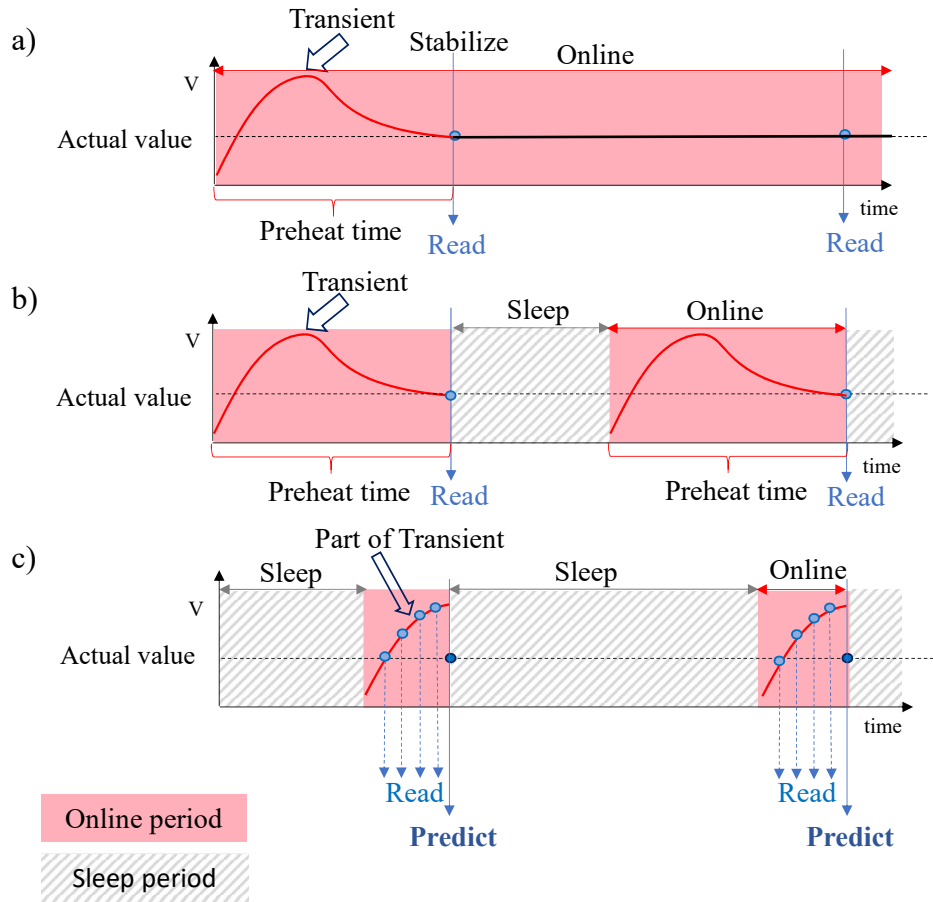 a)
Transient
Stabilize
Online
V
Actual value
time
Preheat time
Read
Read
b)
Transient
Sleep
Online
V
Actual value
time
Preheat time
Read
Preheat time
Read
c)
Part of Transient
Sleep
Sleep
Online
V
Actual value
time
Read
Read
Predict
Predict
Online period
Sleep period